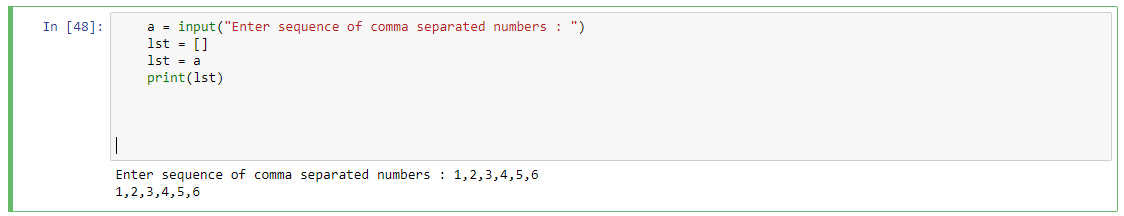 In [48]: a = input("Enter sequence of comma separated numbers : ")
lst = []
lst = a
print(lst)
Enter sequence of comma separated numbers : 1,2,3,4,5,6
1,2,3,4,5,6